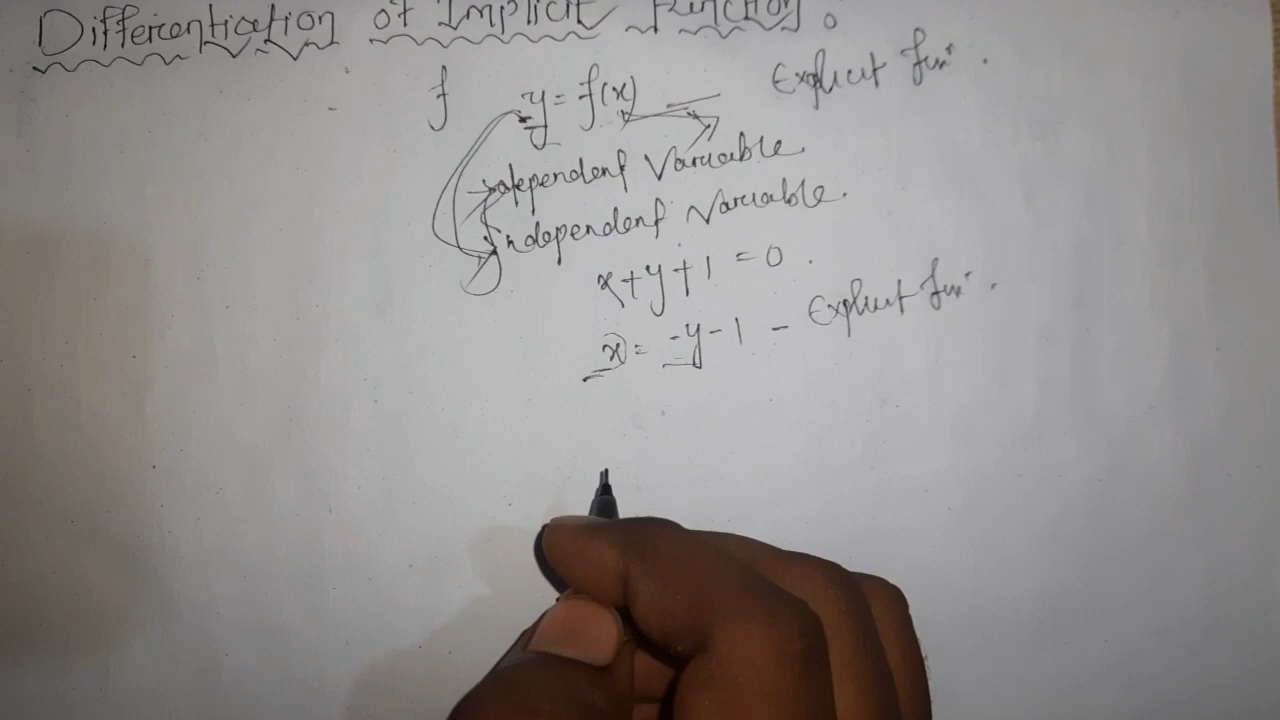 Differentiation of Implicit Function.
f y = f(x) Explicit fun".
dependent Variable.
Independent Variable.
x+y+1 = 0.
x = -y-1 - Explicit fun".